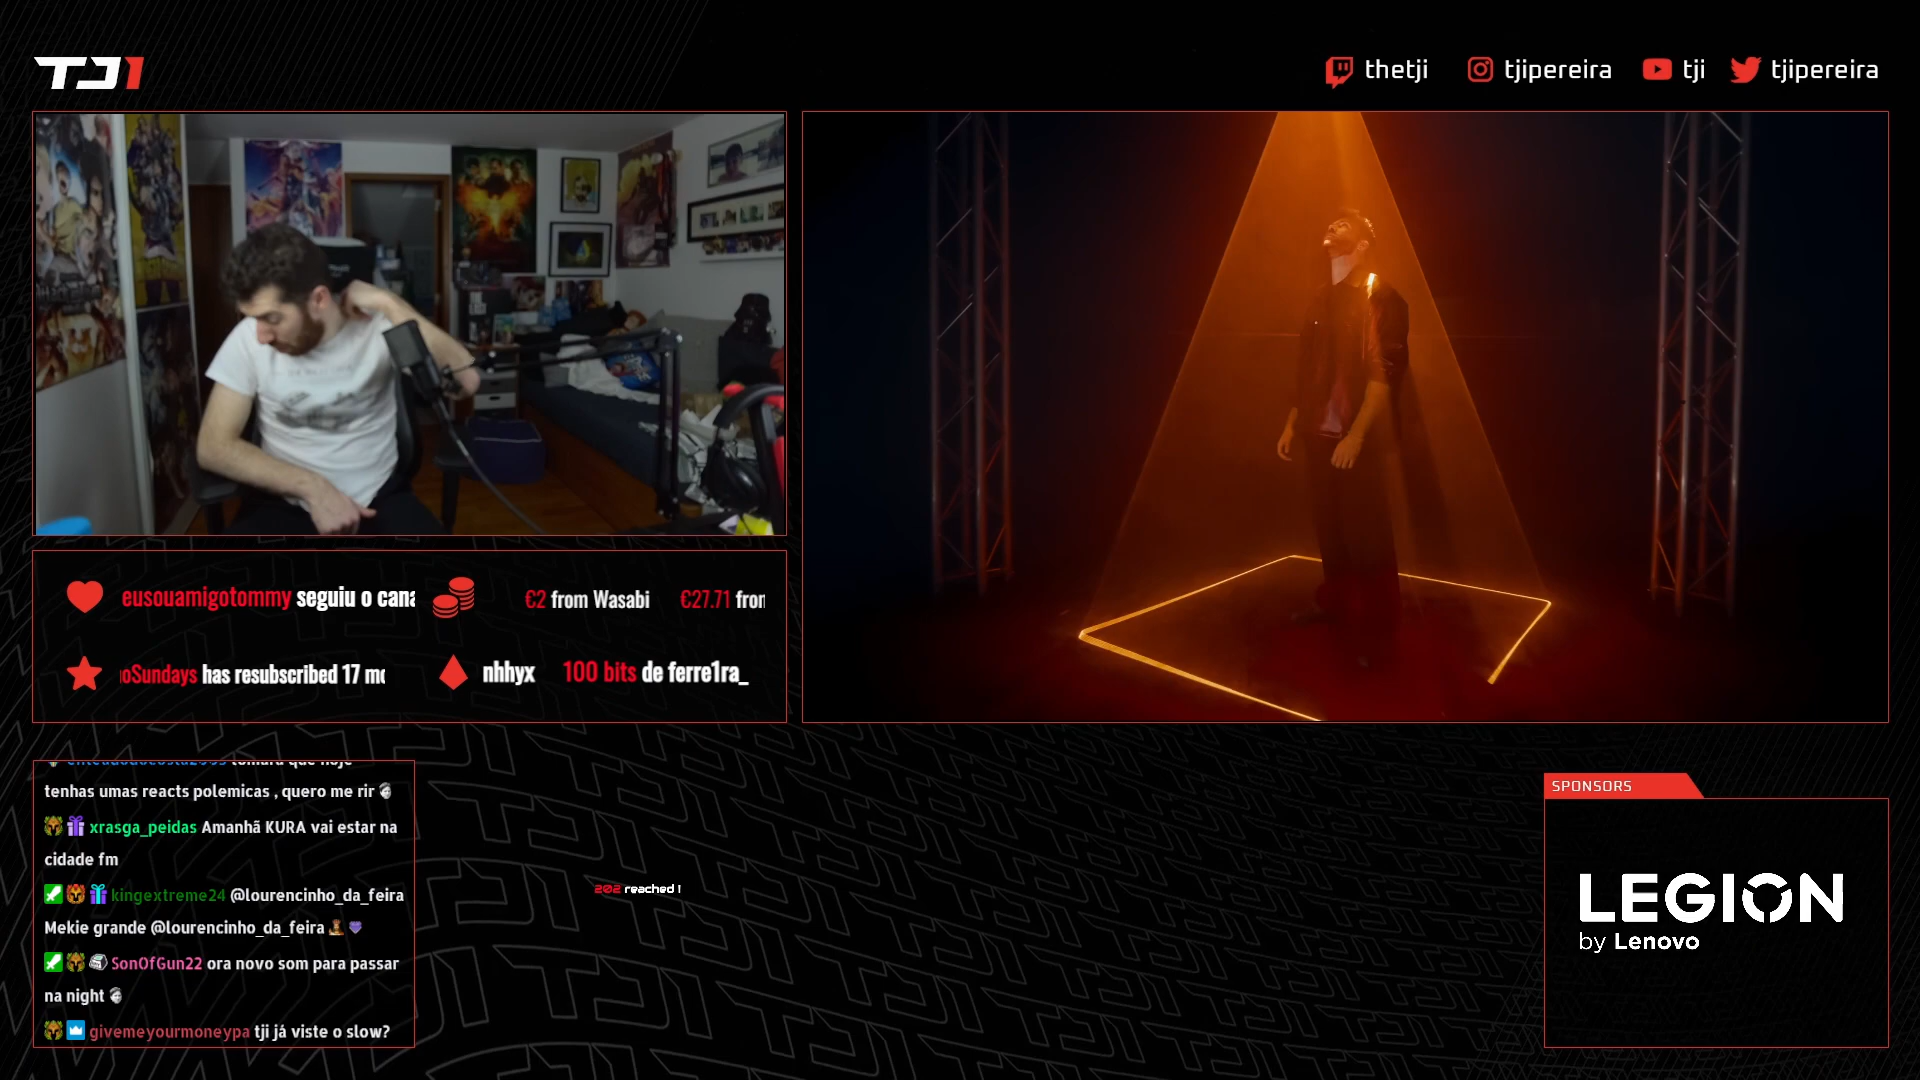 TJ1
thetji
tjipereira
tji
tjipereira
eusouamigotommy seguiu o cana
€2 from Wasabi €27.71 fron
oSundays has resubscribed 17 mo
nhhyx 100 bits de ferre1ra_
tenhas umas reacts polemicas , quero me rir
xrasga_peidas Amanhã KURA vai estar na
cidade fm
kingextreme24 @lourencinho_da_feira
Mekie grande @lourencinho_da_feira
SonOfGun22 ora novo som para passar
na night
givemeyourmoneypa tji já viste o slow?
202 reached !
SPONSORS
LEGION
by Lenovo